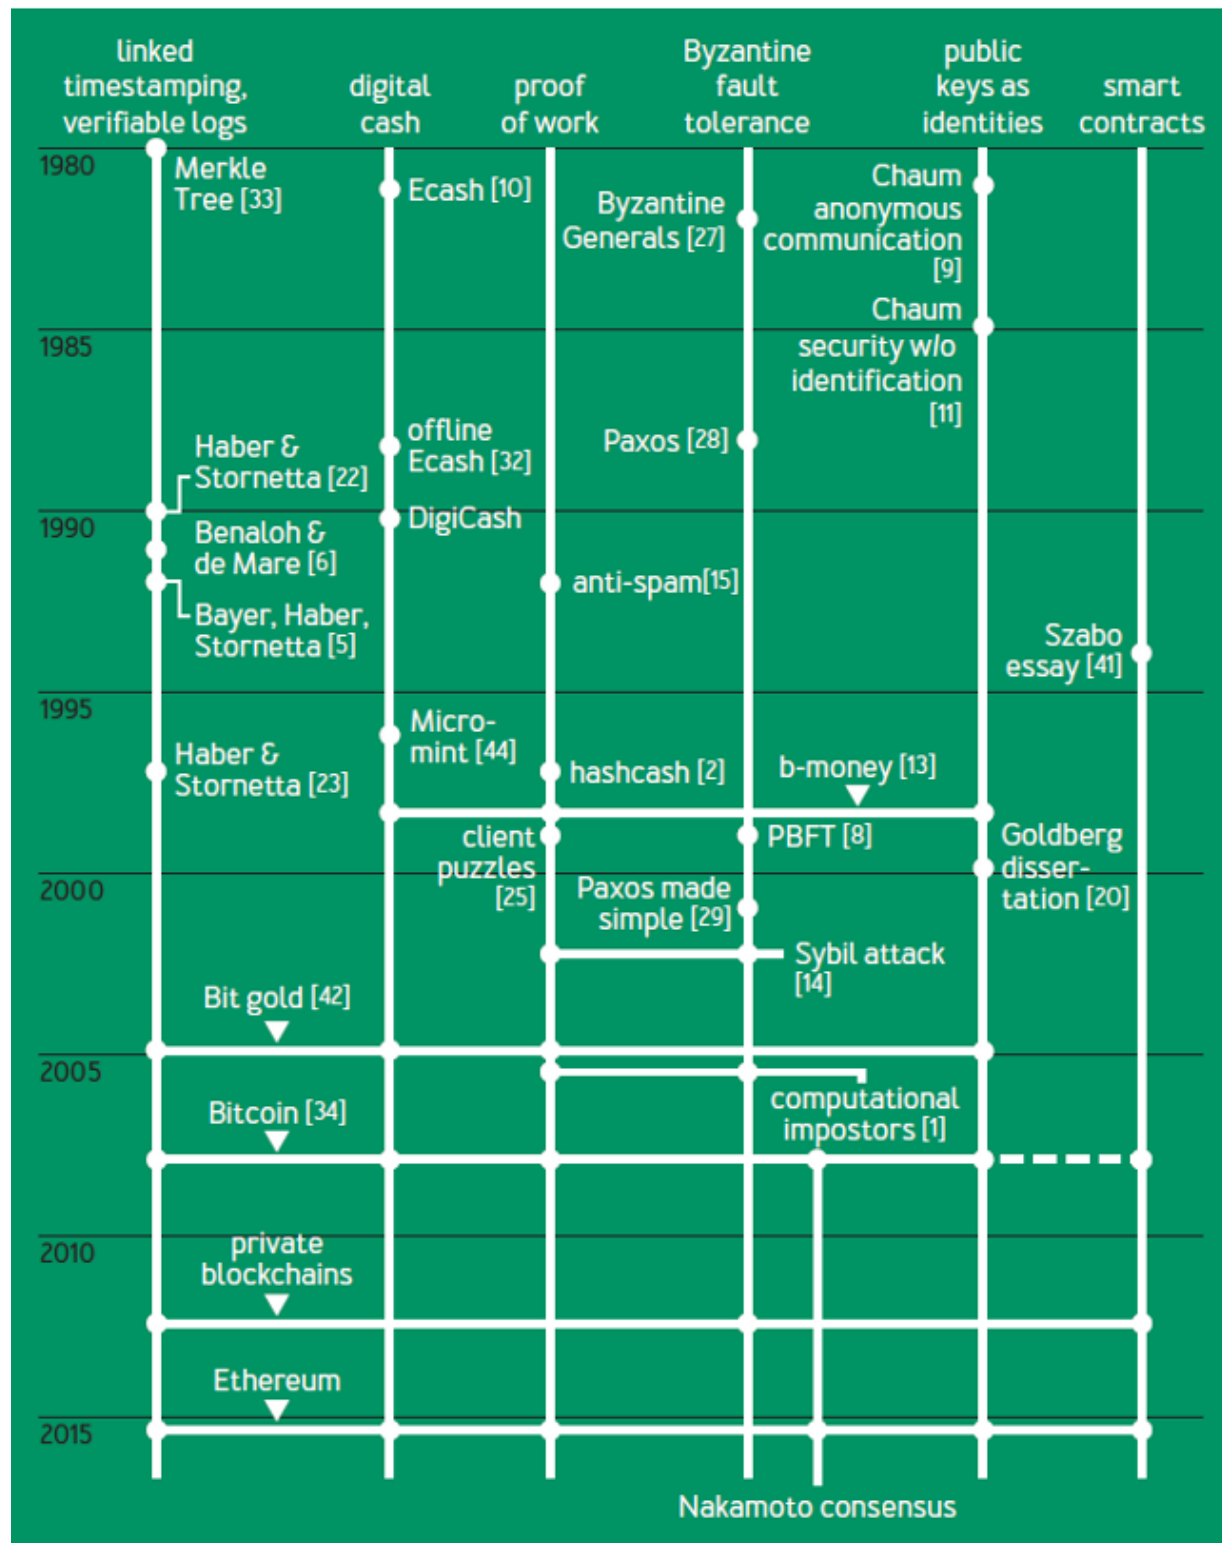 linked
timestamping,
verifiable logs
digital
cash
proof
of work
Byzantine
fault
tolerance
public
keys as
identities
smart
contracts
1980
Merkle
Tree [33]
Ecash [10]
Byzantine
Generals [27]
Chaum
anonymous
communication
[9]
Chaum
security w/o
identification
[11]
1985
Haber &
Stornetta [22]
offline
Ecash [32]
Paxos [28]
1990
DigiCash
Benaloh &
de Mare [6]
anti-spam[15]
Bayer, Haber,
Stornetta [5]
Szabo
essay [41]
1995
Micro-
mint [44]
Haber &
Stornetta [23]
hashcash [2]
b-money [13]
client
puzzles
[25]
PBFT [8]
Goldberg
disser-
tation [20]
2000
Paxos made
simple [29]
Sybil attack
[14]
Bit gold [42]
2005
computational
impostors [1]
Bitcoin [34]
2010
private
blockchains
Ethereum
2015
Nakamoto consensus